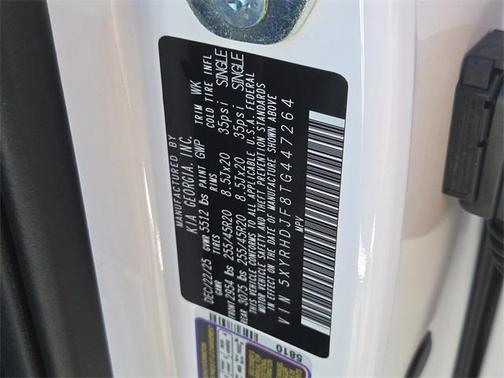 MANUFACTURED BY
KIA GEORGIA, INC.
DEC/22/25 GVWR 5512 lbs PAINT GWP TRIM WK
GAWR RIMS COLD TIRE INFL
FRONT 2954 lbs 255/45R20 8.5Jx20 35psi SINGLE
REAR 3075 lbs 255/45R20 8.5Jx20 35psi SINGLE
THIS VEHICLE CONFORMS TO ALL APPLICABLE U.S.A. FEDERAL
MOTOR VEHICLE SAFETY AND THEFT PREVENTION STANDARDS
IN EFFECT ON THE DATE OF MANUFACTURE SHOWN ABOVE
MPV
VIN 5XYRHDJF8TG447264
5810